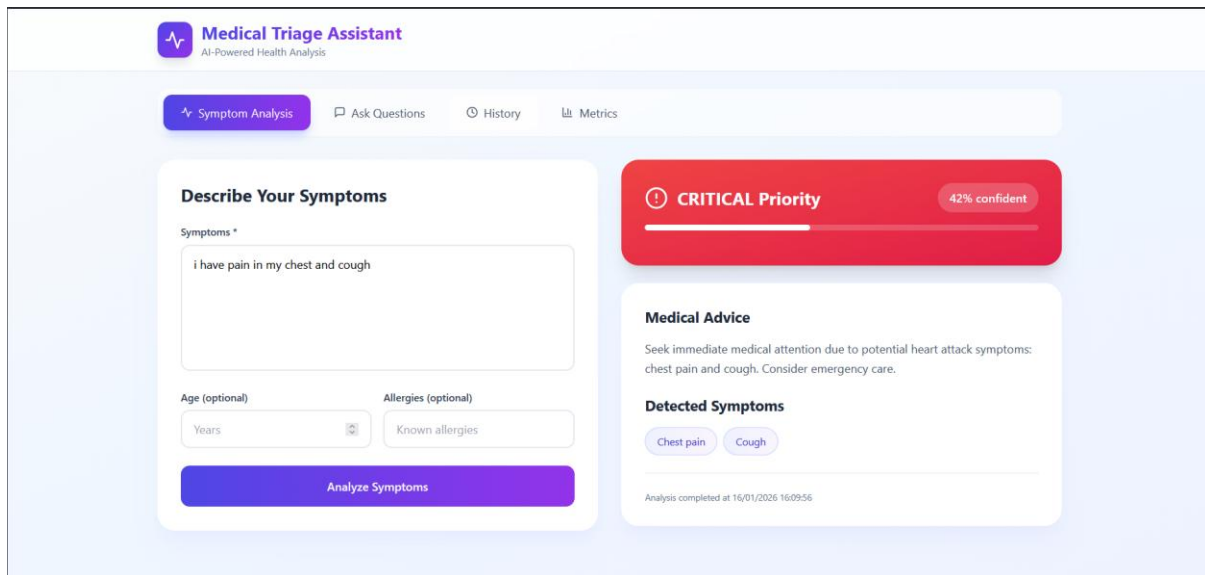 Medical Triage Assistant
AI-Powered Health Analysis
Symptom Analysis
Ask Questions
History
Metrics
Describe Your Symptoms
Symptoms *
i have pain in my chest and cough
Age (optional)
Allergies (optional)
Years
Known allergies
Analyze Symptoms
CRITICAL Priority
42% confident
Medical Advice
Seek immediate medical attention due to potential heart attack symptoms:
chest pain and cough. Consider emergency care.
Detected Symptoms
Chest pain
Cough
Analysis completed at 16/01/2026 16:09:56